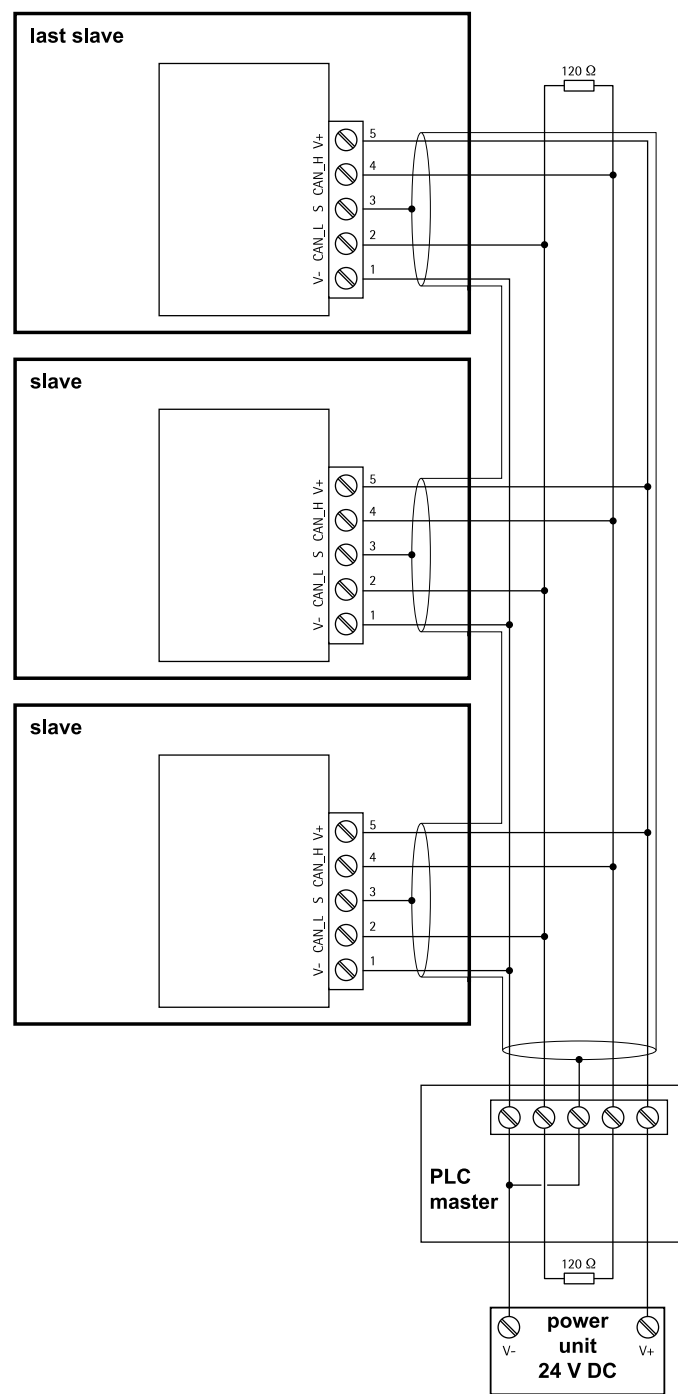 last slave
120 Ω
V+ 5
CAN_H 4
S 3
CAN_L 2
V- 1
slave
V+ 5
CAN_H 4
S 3
CAN_L 2
V- 1
slave
V+ 5
CAN_H 4
S 3
CAN_L 2
V- 1
PLC
master
120 Ω
power
unit
24 V DC
V-
V+